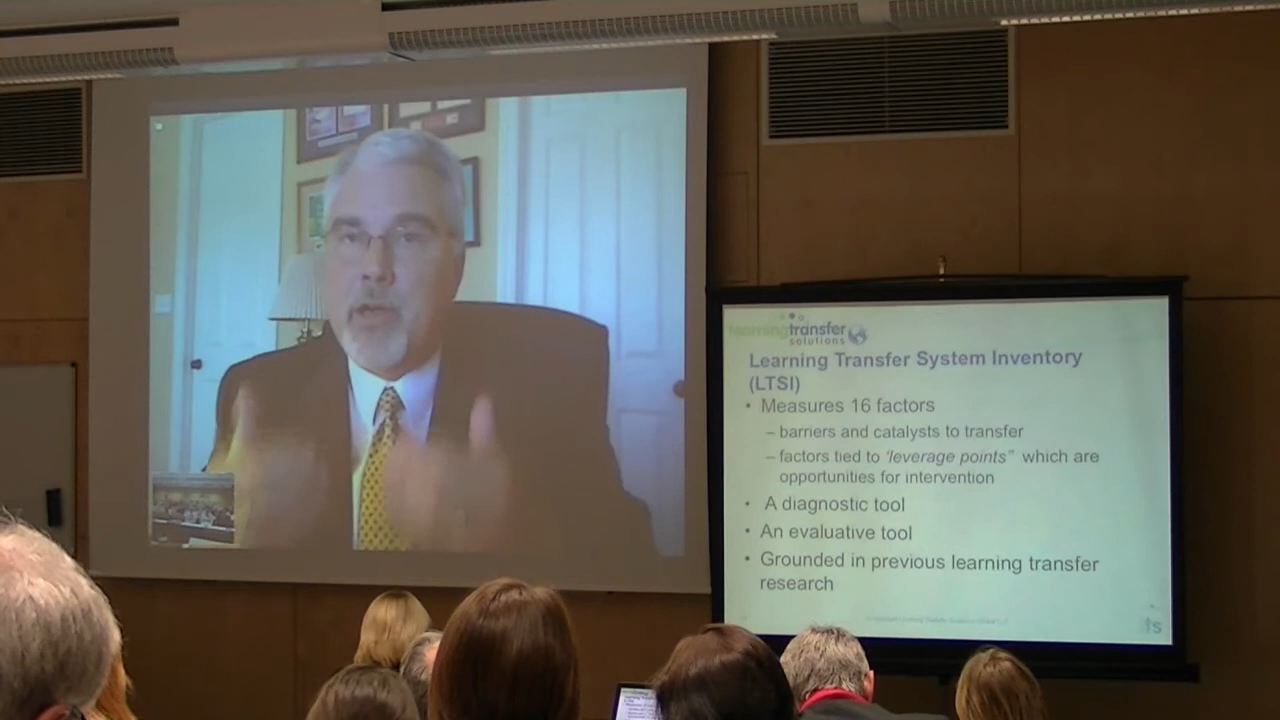 learningtransfer
solutions
Learning Transfer System Inventory
(LTSI)
• Measures 16 factors
– barriers and catalysts to transfer
– factors tied to ‘leverage points” which are
opportunities for intervention
• A diagnostic tool
• An evaluative tool
• Grounded in previous learning transfer
research
ts